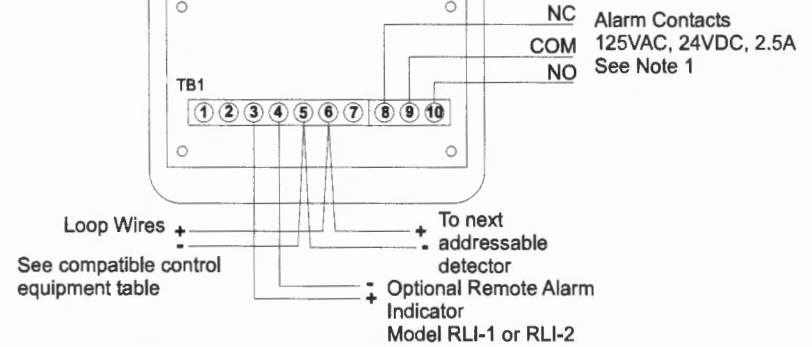 NC
COM
NO
Alarm Contacts
125VAC, 24VDC, 2.5A
See Note 1
TB1
1 2 3 4 5 6 7 8 9 10
Loop Wires +
-
See compatible control
equipment table
+ To next
- addressable
detector
- Optional Remote Alarm
+ Indicator
Model RLI-1 or RLI-2